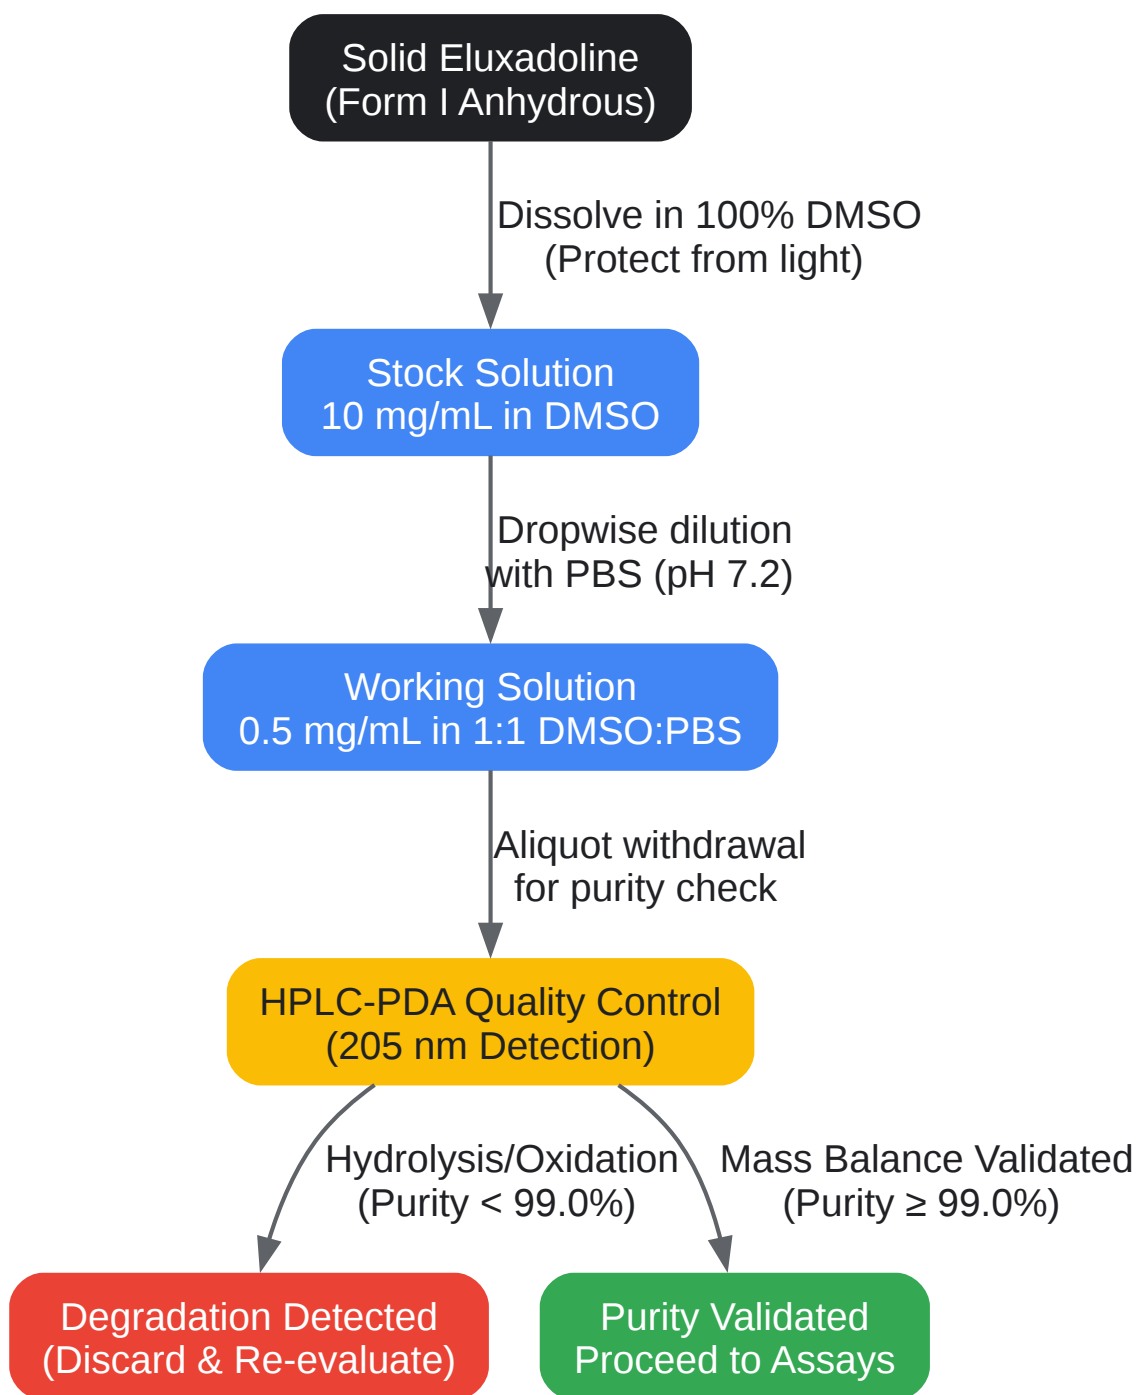 Solid Eluxadoline
(Form I Anhydrous)
Dissolve in 100% DMSO
(Protect from light)
Stock Solution
10 mg/mL in DMSO
Dropwise dilution
with PBS (pH 7.2)
Working Solution
0.5 mg/mL in 1:1 DMSO:PBS
Aliquot withdrawal
for purity check
HPLC-PDA Quality Control
(205 nm Detection)
Hydrolysis/Oxidation
(Purity < 99.0%)
Mass Balance Validated
(Purity ≥ 99.0%)
Degradation Detected
(Discard & Re-evaluate)
Purity Validated
Proceed to Assays